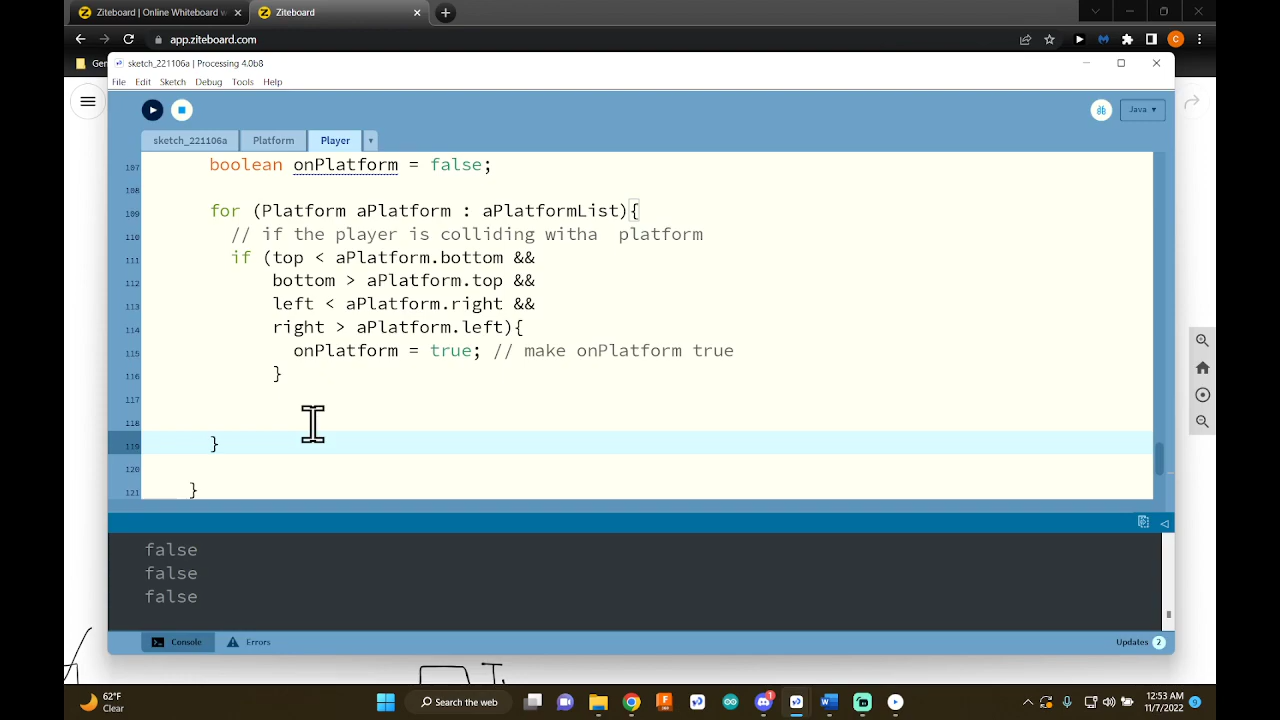 Ziteboard | Online Whiteboard w
Ziteboard
app.ziteboard.com
Gen
sketch_221106a | Processing 4.0b8
File Edit Sketch Debug Tools Help
Java
sketch_221106a Platform Player
107 boolean onPlatform = false;
108
109 for (Platform aPlatform : aPlatformList){
110 // if the player is colliding witha  platform
111 if (top < aPlatform.bottom &&
112 bottom > aPlatform.top &&
113 left < aPlatform.right &&
114 right > aPlatform.left){
115 onPlatform = true; // make onPlatform true
116 }
117
118
119 }
120
121 }
false
false
false
Console Errors Updates 2
62°F
Clear
Search the web
12:53 AM
11/7/2022